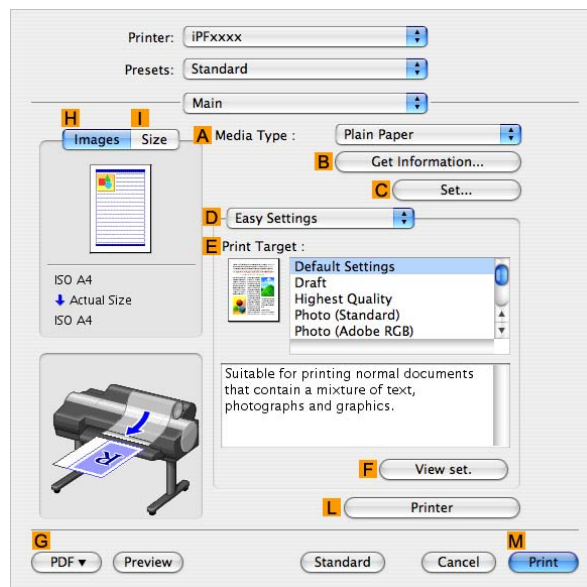 Printer: iPFxxxx
Presets: Standard
Main
H I
Images Size
A Media Type : Plain Paper
B Get Information...
C Set...
D Easy Settings
E Print Target :
Default Settings
Draft
Highest Quality
Photo (Standard)
Photo (Adobe RGB)
ISO A4
Actual Size
ISO A4
Suitable for printing normal documents
that contain a mixture of text,
photographs and graphics.
R
F View set.
L Printer
G M
PDF Preview Standard Cancel Print